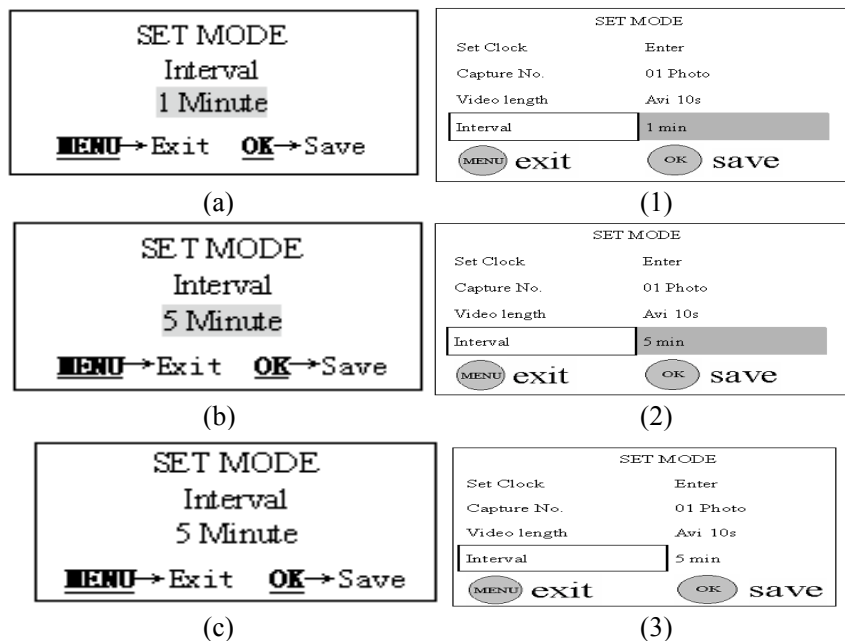 SET MODE
Interval
1 Minute
MENU→Exit OK→Save
(a)
SET MODE
Set Clock Enter
Capture No. 01 Photo
Video length Avi 10s
Interval 1 min
MENU exit OK save
(1)
SET MODE
Interval
5 Minute
MENU→Exit OK→Save
(b)
SET MODE
Set Clock Enter
Capture No. 01 Photo
Video length Avi 10s
Interval 5 min
MENU exit OK save
(2)
SET MODE
Interval
5 Minute
MENU→Exit OK→Save
(c)
SET MODE
Set Clock Enter
Capture No. 01 Photo
Video length Avi 10s
Interval 5 min
MENU exit OK save
(3)